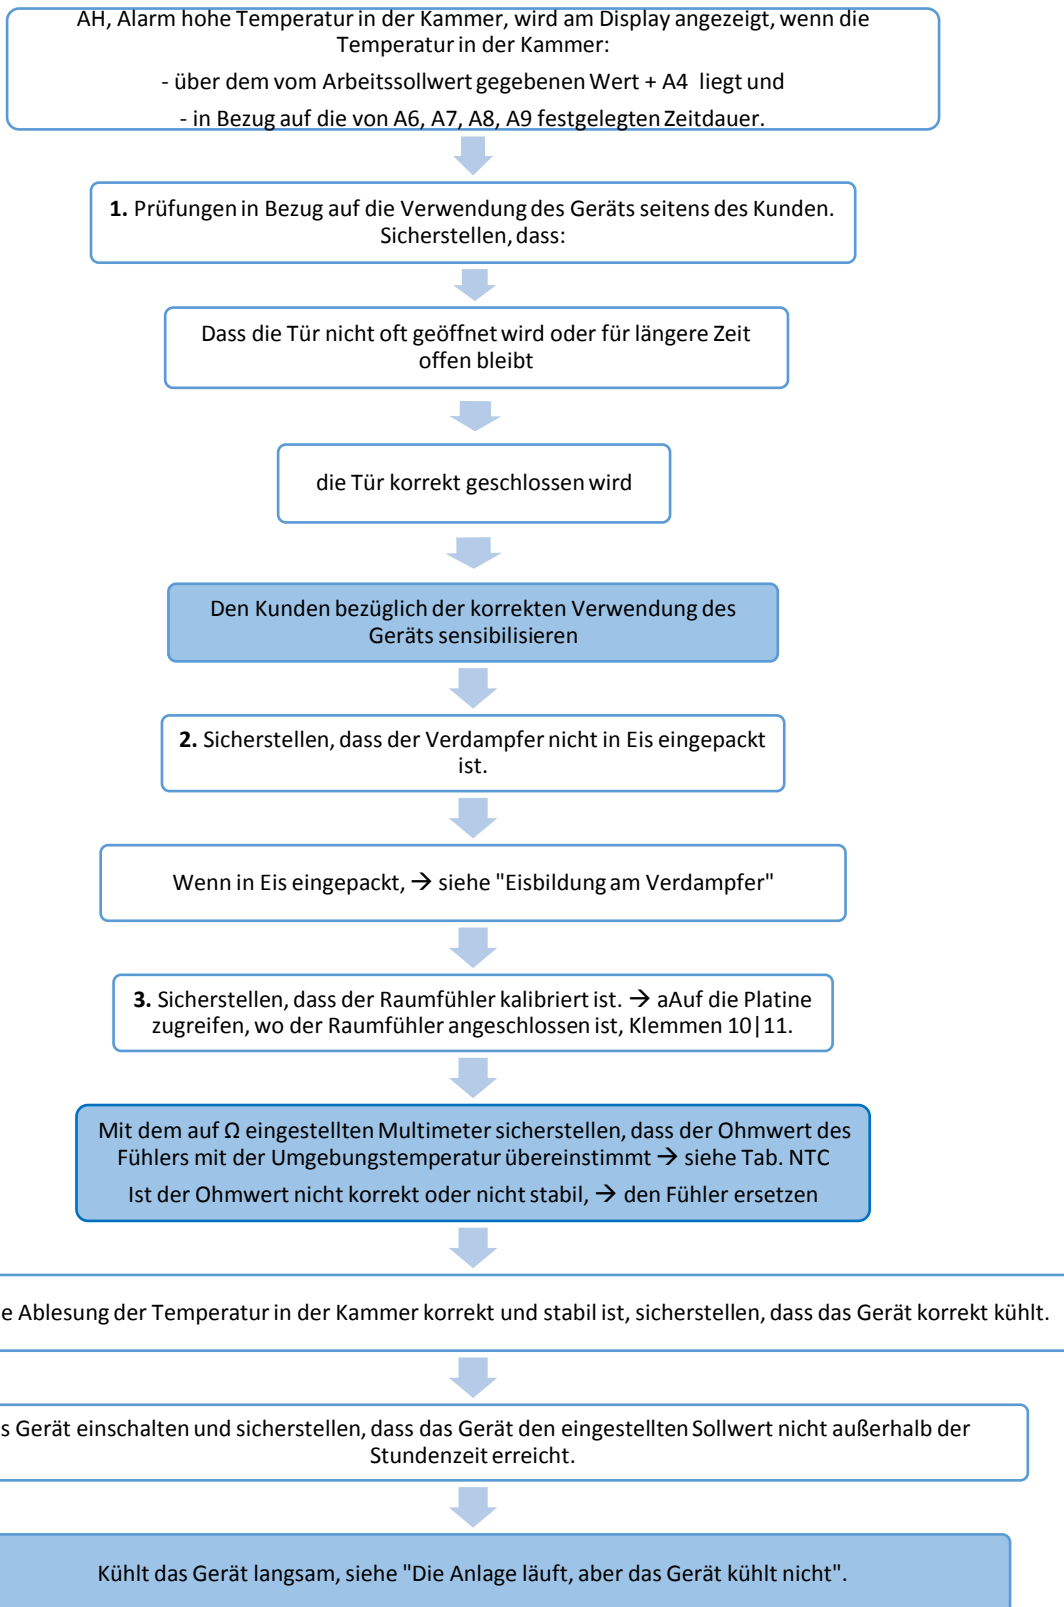 AH, Alarm hohe Temperatur in der Kammer, wird am Display angezeigt, wenn die
Temperatur in der Kammer:
- über dem vom Arbeitssollwert gegebenen Wert + A4 liegt und
- in Bezug auf die von A6, A7, A8, A9 festgelegten Zeitdauer.
1. Prüfungen in Bezug auf die Verwendung des Geräts seitens des Kunden.
Sicherstellen, dass:
Dass die Tür nicht oft geöffnet wird oder für längere Zeit
offen bleibt
die Tür korrekt geschlossen wird
Den Kunden bezüglich der korrekten Verwendung des
Geräts sensibilisieren
2. Sicherstellen, dass der Verdampfer nicht in Eis eingepackt
ist.
Wenn in Eis eingepackt, → siehe "Eisbildung am Verdampfer"
3. Sicherstellen, dass der Raumfühler kalibriert ist. → aAuf die Platine
zugreifen, wo der Raumfühler angeschlossen ist, Klemmen 10|11.
Mit dem auf Ω eingestellten Multimeter sicherstellen, dass der Ohmwert des
Fühlers mit der Umgebungstemperatur übereinstimmt → siehe Tab. NTC
Ist der Ohmwert nicht korrekt oder nicht stabil, → den Fühler ersetzen
e Ablesung der Temperatur in der Kammer korrekt und stabil ist, sicherstellen, dass das Gerät korrekt kühlt.
s Gerät einschalten und sicherstellen, dass das Gerät den eingestellten Sollwert nicht außerhalb der
Stundenzeit erreicht.
Kühlt das Gerät langsam, siehe "Die Anlage läuft, aber das Gerät kühlt nicht".